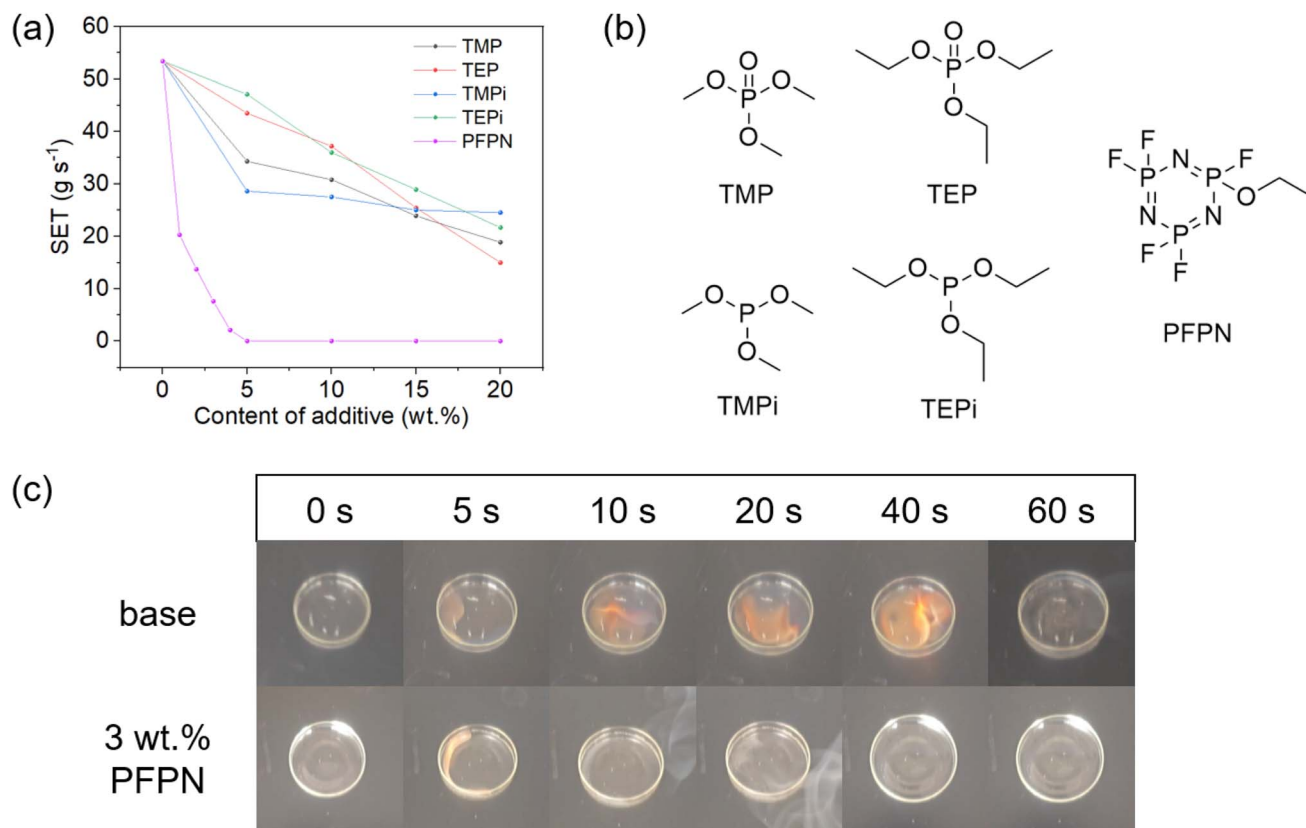 (a)
60
50
40
30
20
10
0
SET (g s⁻¹)
0 5 10 15 20
Content of additive (wt.%)
TMP
TEP
TMPi
TEPi
PFPN
(b)
O
O P O
O
TMP
O
O P O
O
TEP
O P O
O
TMPi
O P O
O
TEPi
F F
P N P F
O
N P N
F F
PFPN
(c)
0 s 5 s 10 s 20 s 40 s 60 s
base
3 wt.%
PFPN